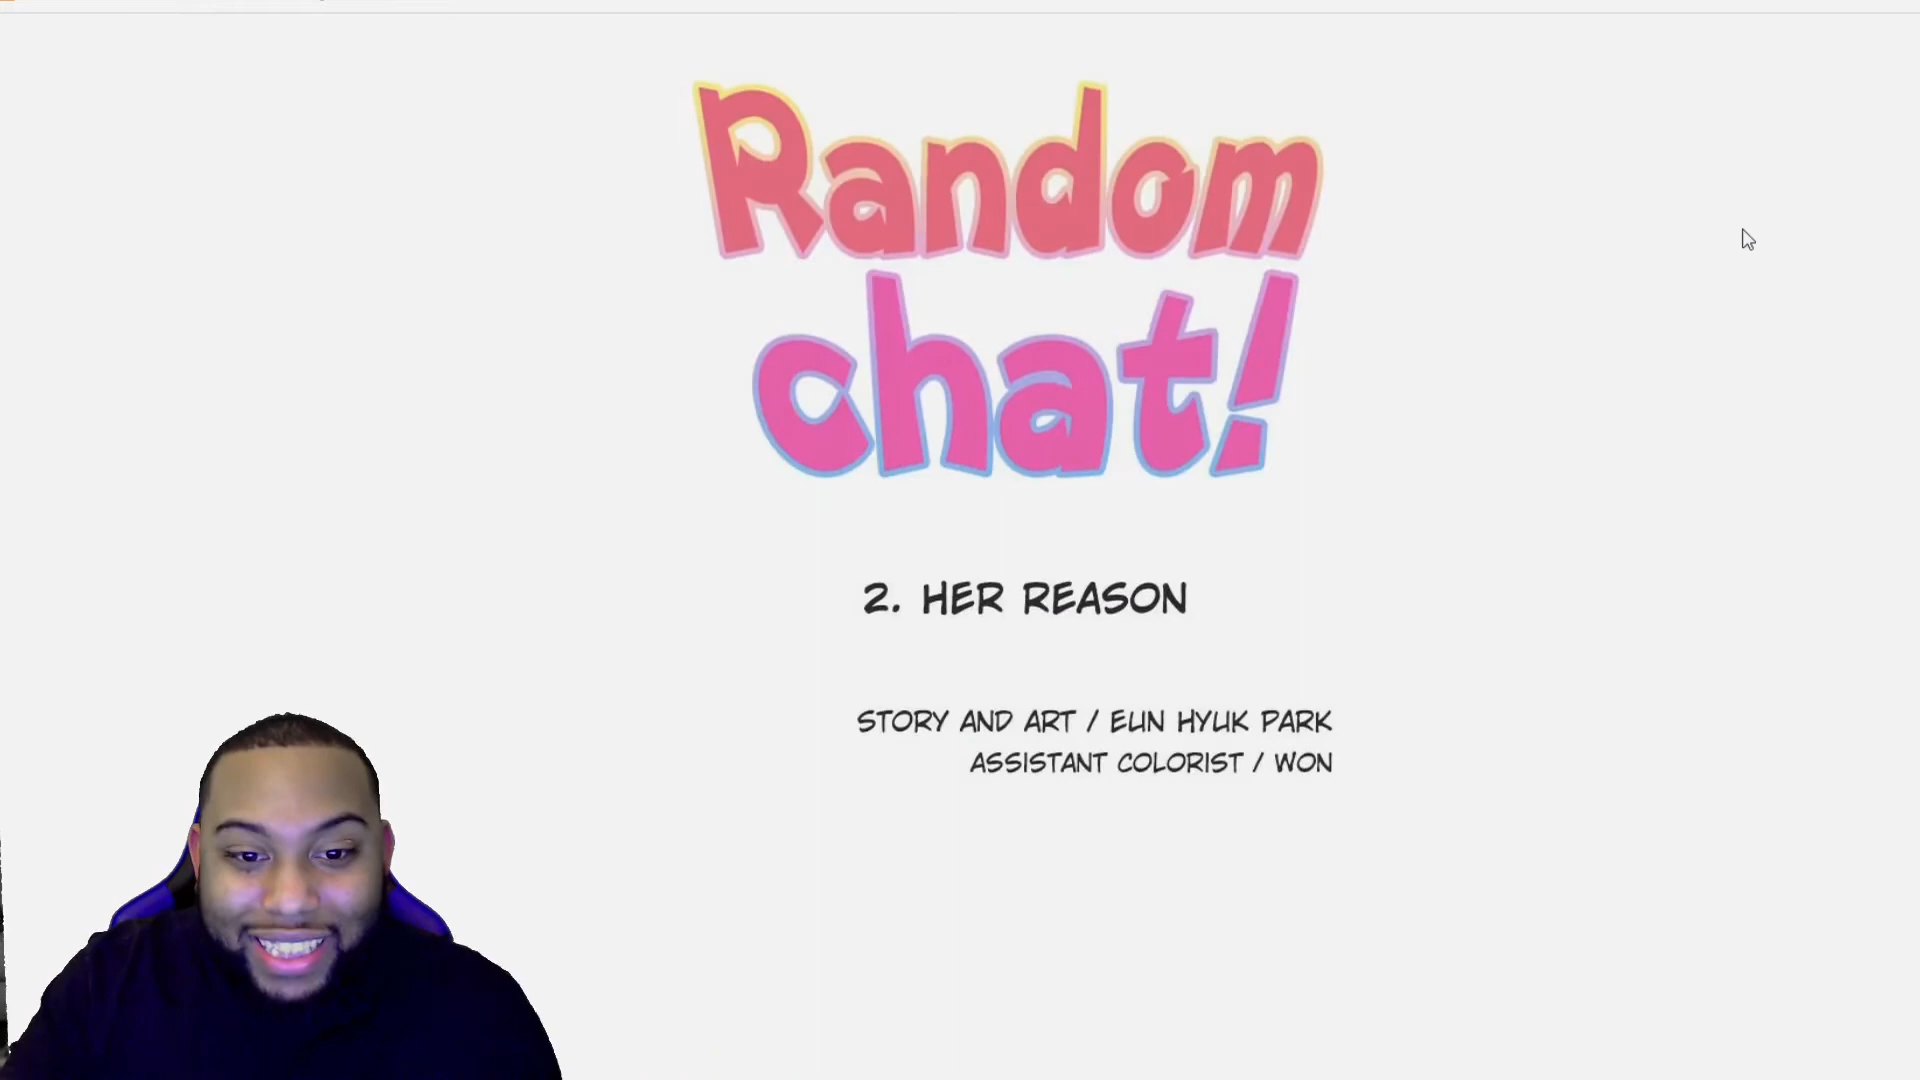 Random
chat!
2. HER REASON
STORY AND ART / EUN HYUK PARK
ASSISTANT COLORIST / WON